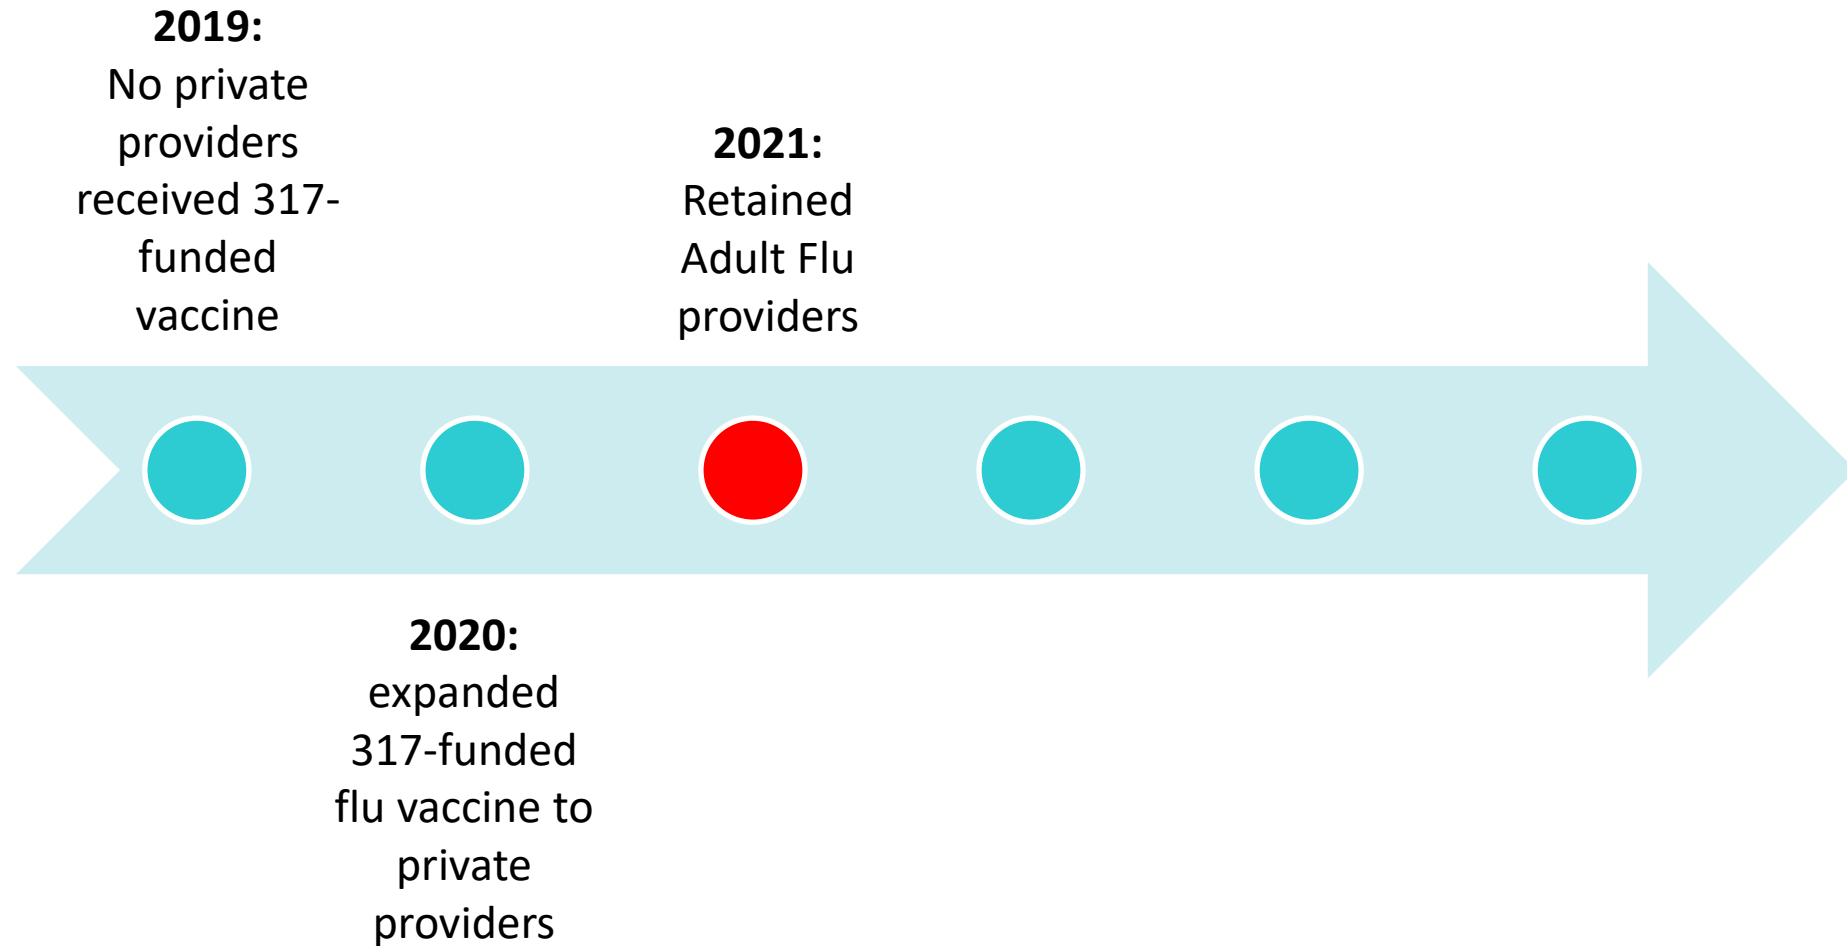 2019:
No private
providers
received 317-
funded
vaccine
2020:
expanded
317-funded
flu vaccine to
private
providers
2021:
Retained
Adult Flu
providers